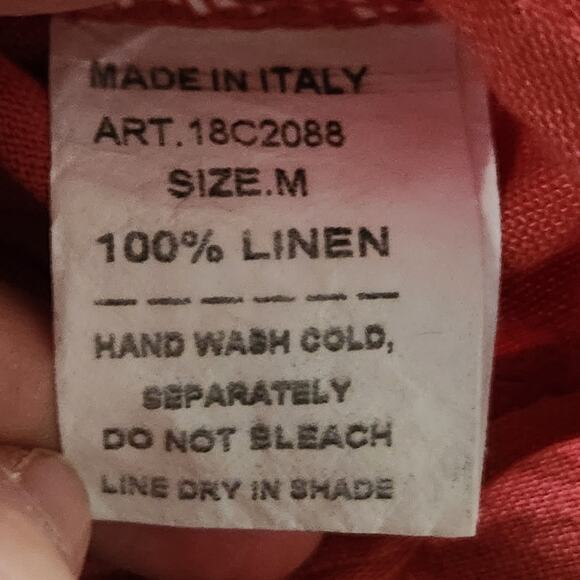 MADE IN ITALY
ART.18C2088
SIZE.M
100% LINEN
HAND WASH COLD,
SEPARATELY
DO NOT BLEACH
LINE DRY IN SHADE